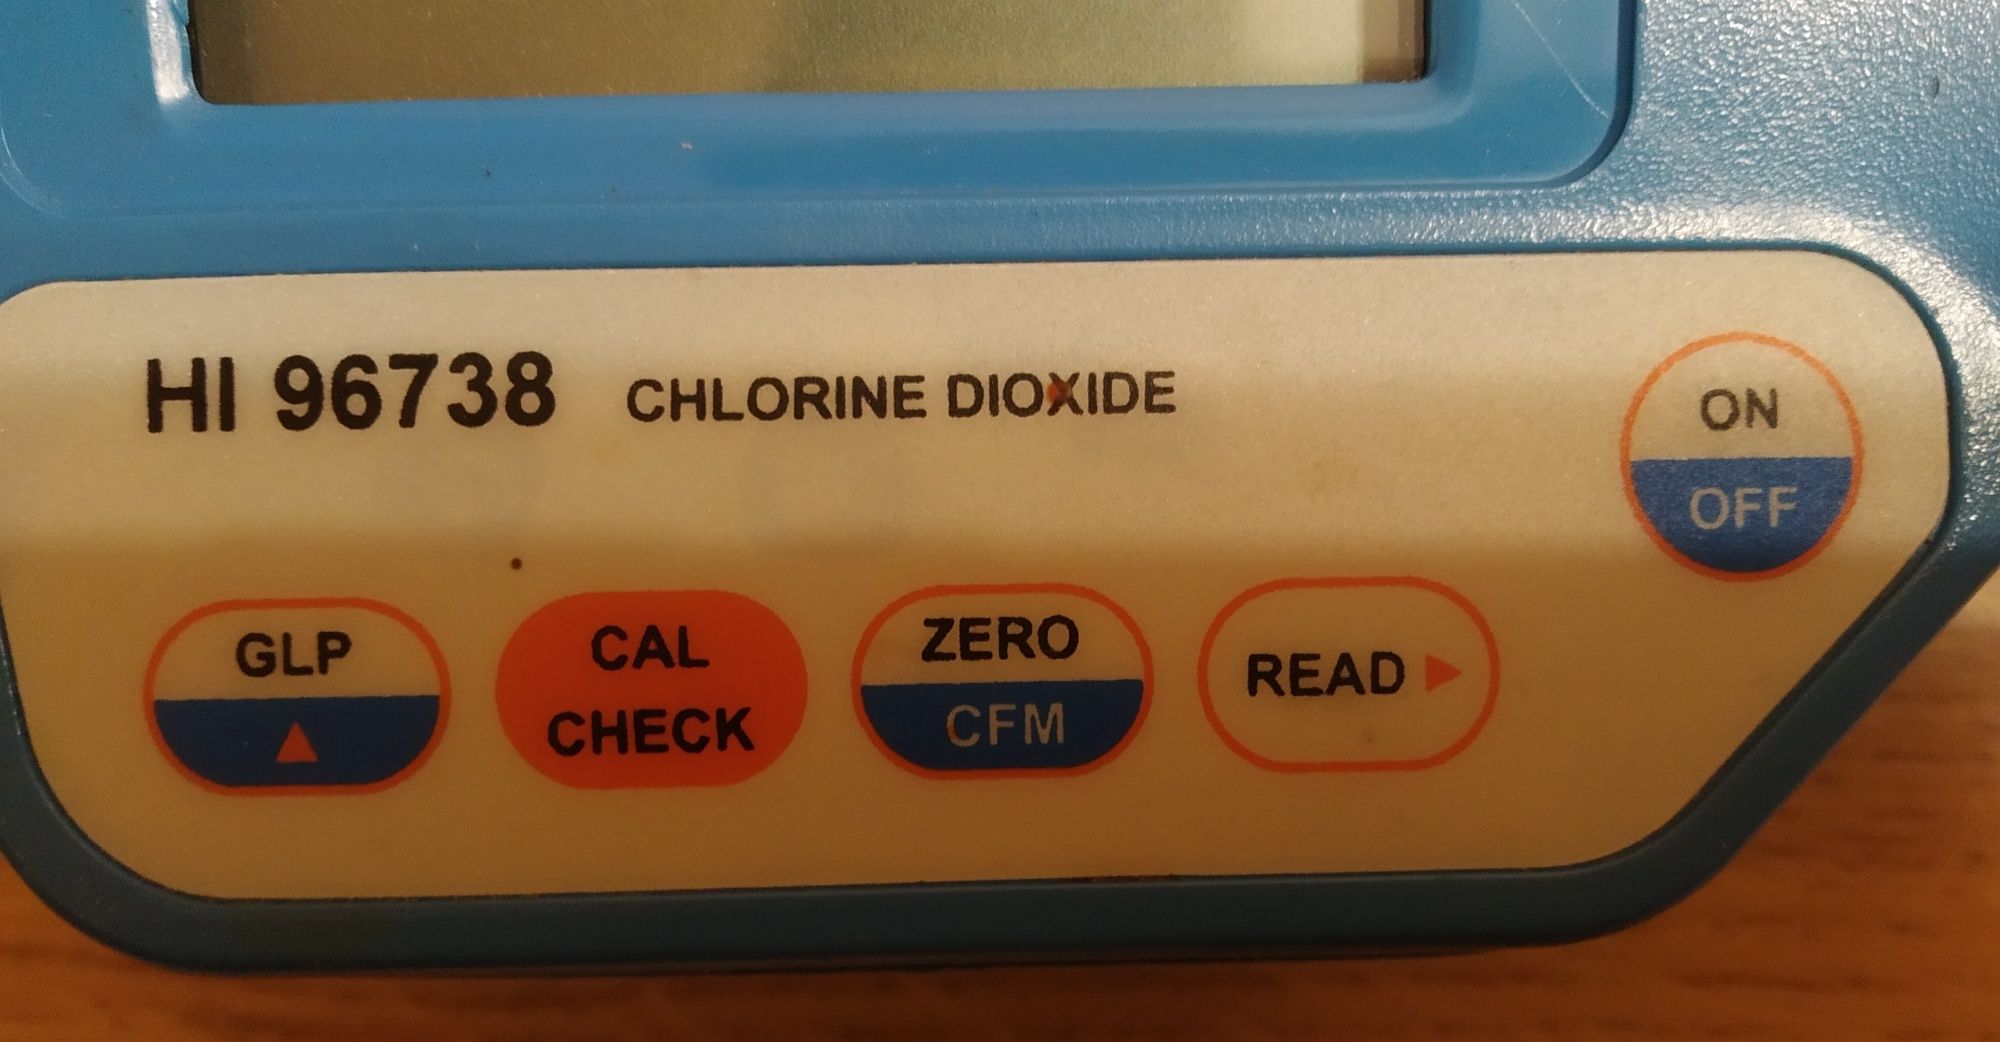 HI 96738 CHLORINE DIOXIDE
ON
OFF
GLP
CAL
CHECK
ZERO
CFM
READ